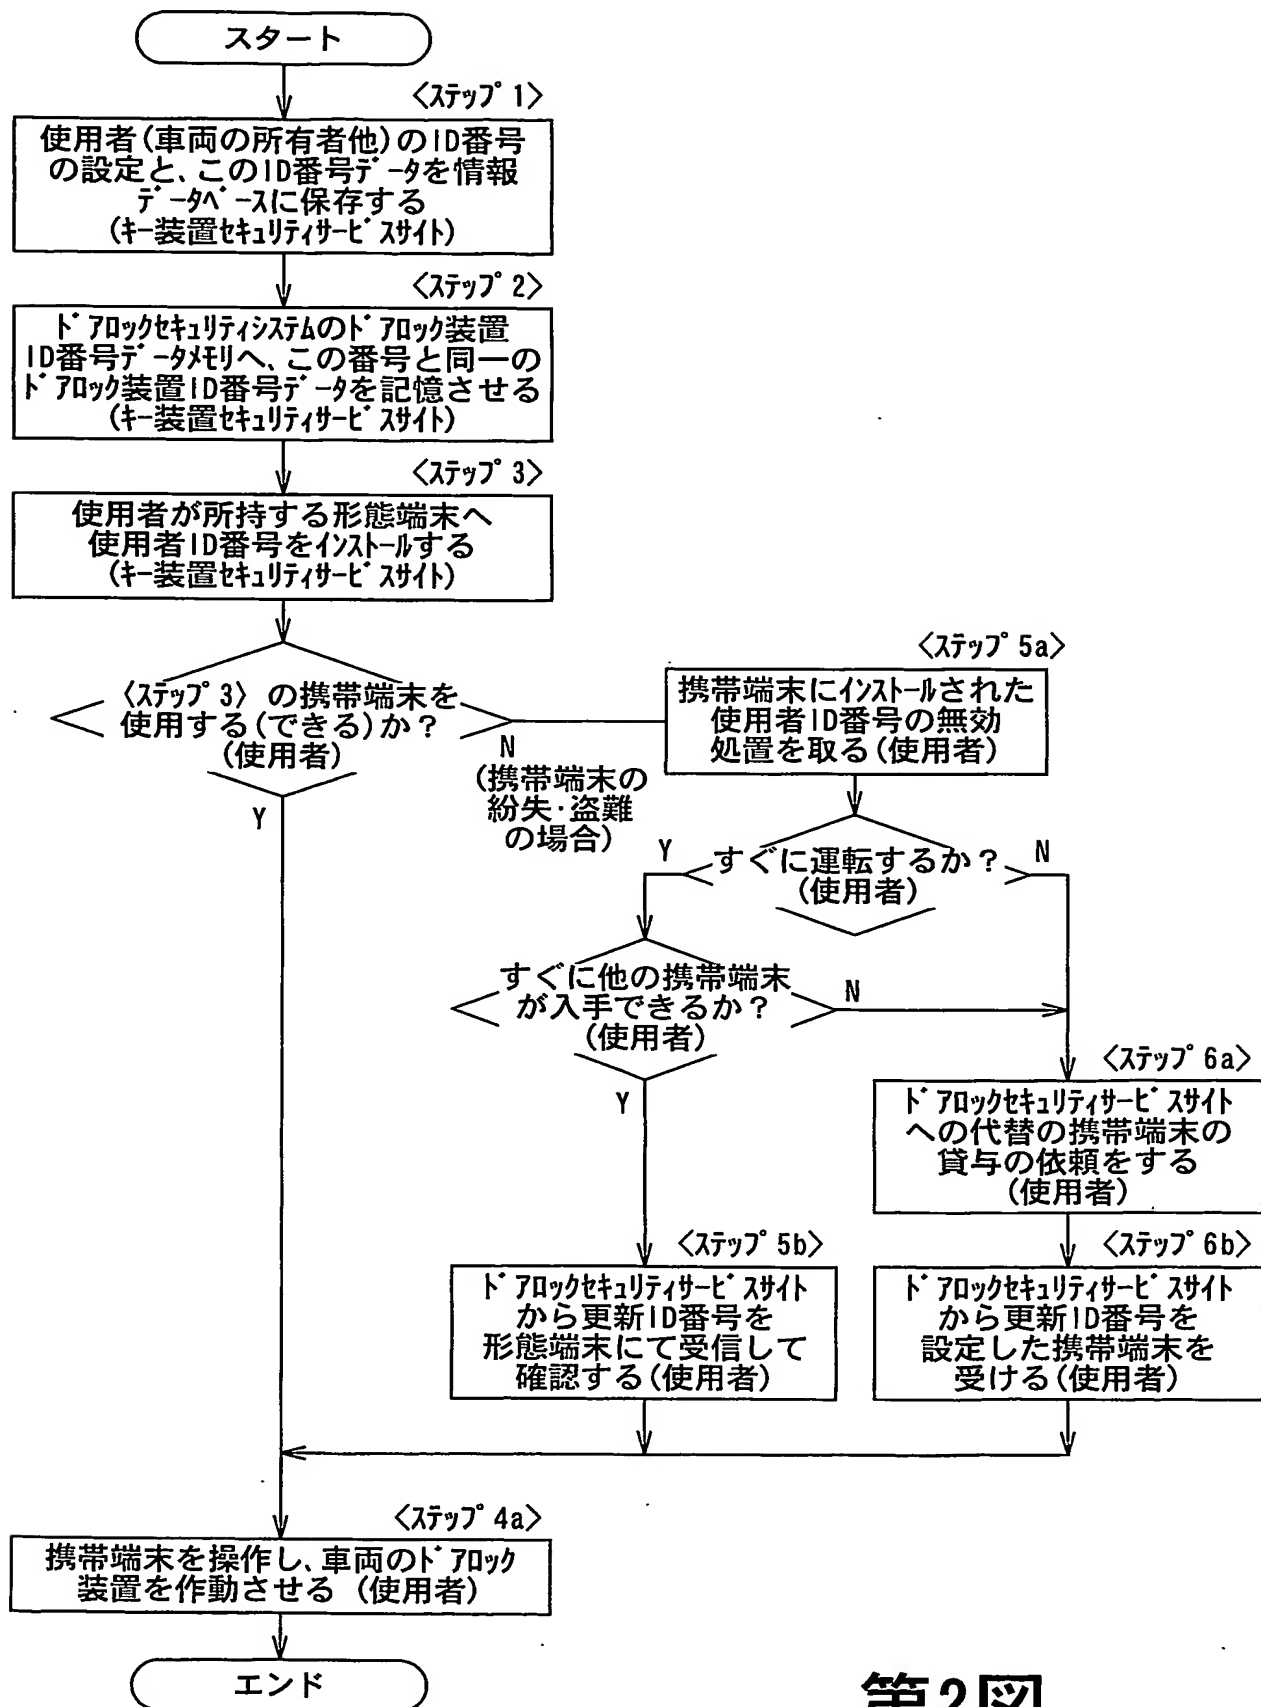 スタート
〈ステップ1〉
使用者(車両の所有者他)のID番号
の設定と、このID番号データを情報
データベースに保存する
(キー装置セキュリティサービスサイト)
〈ステップ2〉
ドアロックセキュリティシステムのドアロック装置
ID番号データメモリへ、この番号と同一の
ドアロック装置ID番号データを記憶させる
(キー装置セキュリティサービスサイト)
〈ステップ3〉
使用者が所持する形態端末へ
使用者ID番号をインストールする
(キー装置セキュリティサービスサイト)
〈ステップ3〉の携帯端末を
使用する(できる)か?
(使用者)
Y
N
(携帯端末の
紛失・盗難
の場合)
〈ステップ5a〉
携帯端末にインストールされた
使用者ID番号の無効
処置を取る(使用者)
すぐに運転するか?
(使用者)
Y
N
すぐに他の携帯端末
が入手できるか?
(使用者)
N
Y
〈ステップ6a〉
ドアロックセキュリティサービスサイト
への代替の携帯端末の
貸与の依頼をする
(使用者)
〈ステップ5b〉
ドアロックセキュリティサービスサイト
から更新ID番号を
形態端末にて受信して
確認する(使用者)
〈ステップ6b〉
ドアロックセキュリティサービスサイト
から更新ID番号を
設定した携帯端末を
受ける(使用者)
〈ステップ4a〉
携帯端末を操作し、車両のドアロック
装置を作動させる(使用者)
エンド
第2図